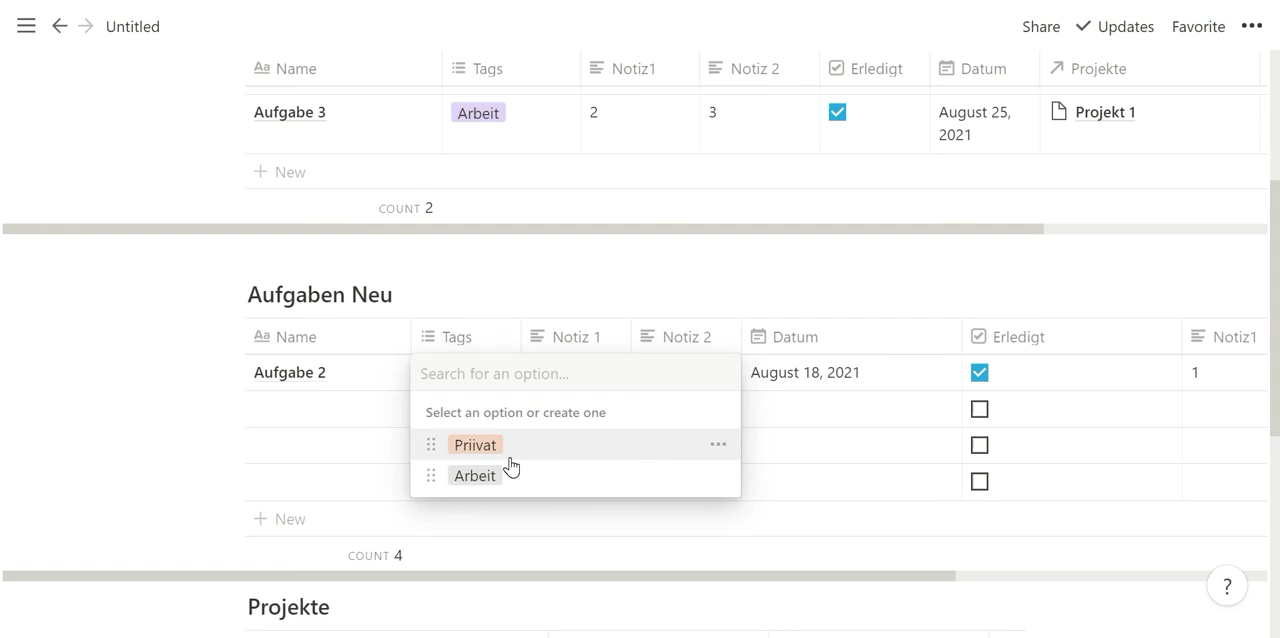 Untitled Share Updates Favorite
Aa Name Tags Notiz1 Notiz 2 Erledigt Datum Projekte
Aufgabe 3 Arbeit 2 3 August 25, Projekt 1
2021
+ New
COUNT 2
Aufgaben Neu
Aa Name Tags Notiz 1 Notiz 2 Datum Erledigt Notiz1
Aufgabe 2 Search for an option... August 18, 2021 1
Select an option or create one
Priivat
Arbeit
+ New
COUNT 4
?
Projekte